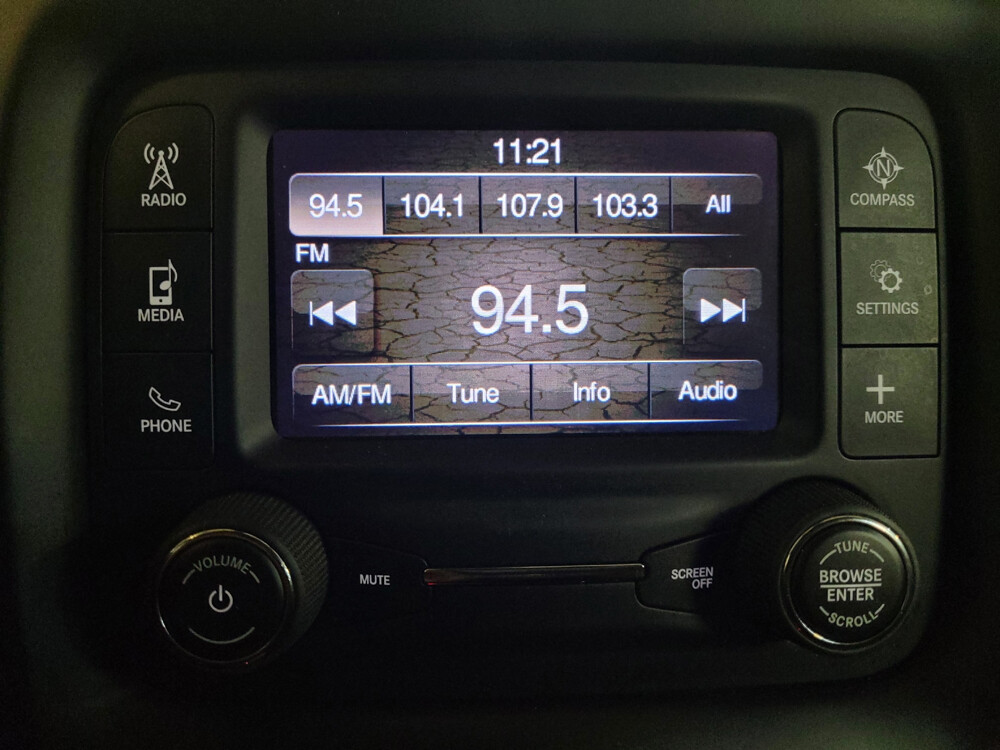 11:21
94.5 104.1 107.9 103.3 All
FM
94.5
AM/FM Tune Info Audio
RADIO
MEDIA
PHONE
N
COMPASS
SETTINGS
MORE
VOLUME
MUTE
SCREEN
OFF
TUNE
BROWSE
ENTER
SCROLL